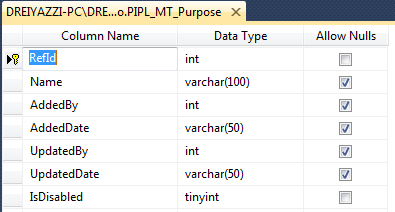 DREIYAZZI-PC\DRE...o.PIPL_MT_Purpose
Column Name Data Type Allow Nulls
RefId int
Name varchar(100)
AddedBy int
AddedDate varchar(50)
UpdatedBy int
UpdatedDate varchar(50)
IsDisabled tinyint